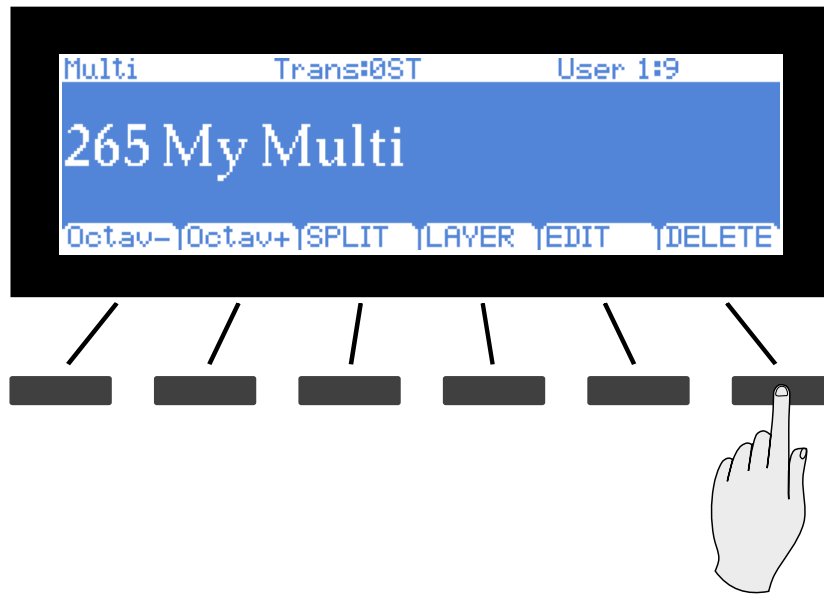 Multi Trans:0ST User 1:9
265 My Multi
Octav- Octav+ SPLIT LAYER EDIT DELETE